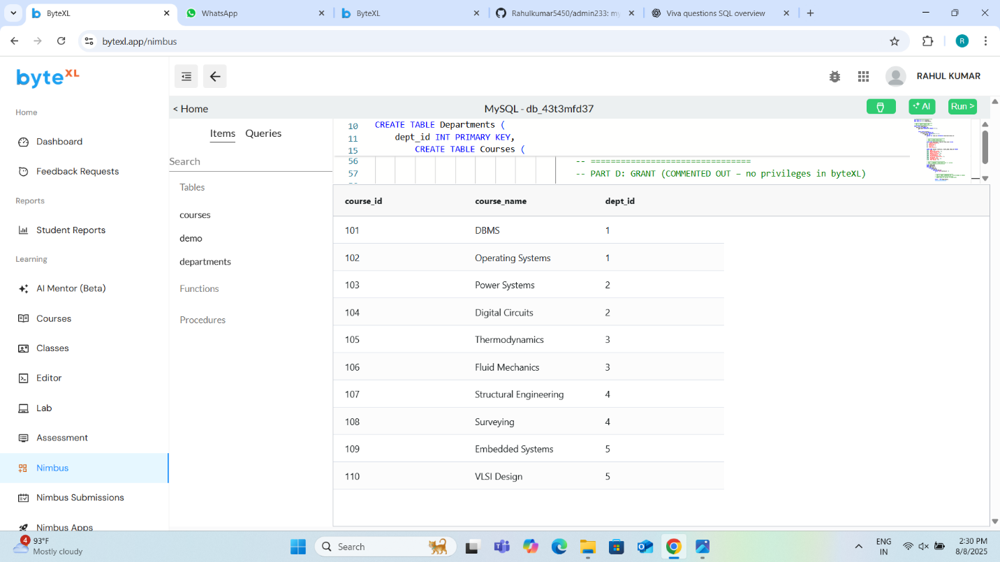 ByteXL
WhatsApp
ByteXL
Rahulkumar5450/admin233: my
Viva questions SQL overview
bytexl.app/nimbus
R
byteXL
RAHUL KUMAR
Home
Dashboard
Feedback Requests
Reports
Student Reports
Learning
AI Mentor (Beta)
Courses
Classes
Editor
Lab
Assessment
Nimbus
Nimbus Submissions
Nimbus Apps
< Home
MySQL - db_43t3mfd37
AI
Run >
Items Queries
Search
Tables
courses
demo
departments
Functions
Procedures
10 CREATE TABLE Departments (
11 dept_id INT PRIMARY KEY,
15 CREATE TABLE Courses (
56 -- ===============================
57 -- PART D: GRANT (COMMENTED OUT – no privileges in byteXL)
course_id course_name dept_id
101 DBMS 1
102 Operating Systems 1
103 Power Systems 2
104 Digital Circuits 2
105 Thermodynamics 3
106 Fluid Mechanics 3
107 Structural Engineering 4
108 Surveying 4
109 Embedded Systems 5
110 VLSI Design 5
4
93°F
Mostly cloudy
Search
ENG
IN
2:30 PM
8/8/2025